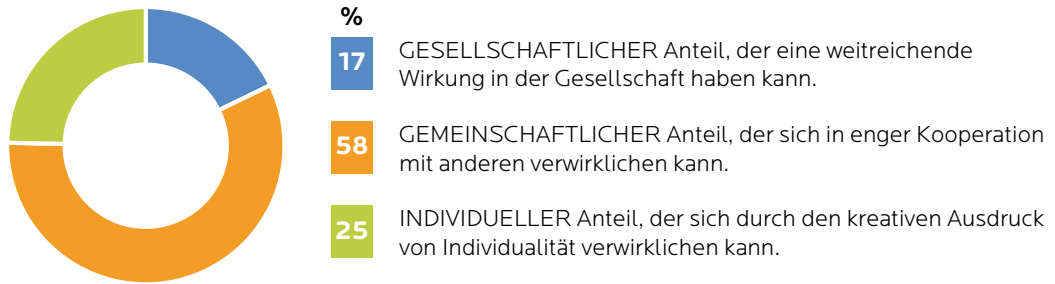 %
17
GESELLSCHAFTLICHER Anteil, der eine weitreichende
Wirkung in der Gesellschaft haben kann.
58
GEMEINSCHAFTLICHER Anteil, der sich in enger Kooperation
mit anderen verwirklichen kann.
25
INDIVIDUELLER Anteil, der sich durch den kreativen Ausdruck
von Individualität verwirklichen kann.